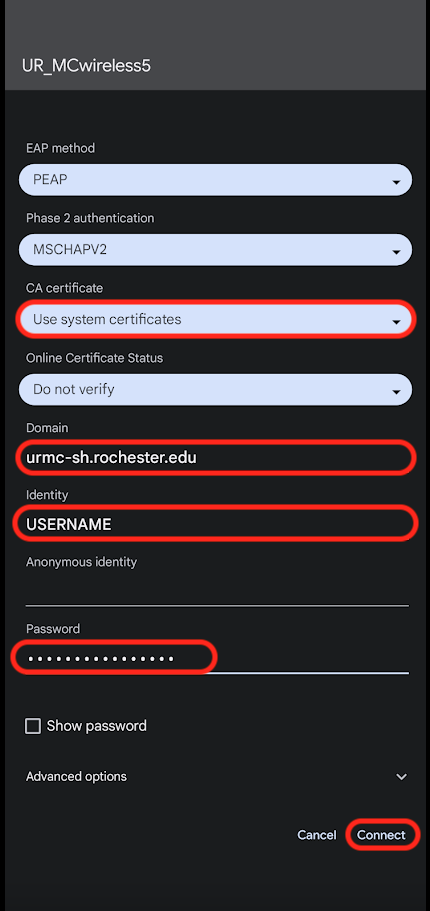 UR_MCwireless5
EAP method
PEAP
Phase 2 authentication
MSCHAPV2
CA certificate
Use system certificates
Online Certificate Status
Do not verify
Domain
urmc-sh.rochester.edu
Identity
USERNAME
Anonymous identity
Password
••••••••••••••••
Show password
Advanced options
Cancel Connect